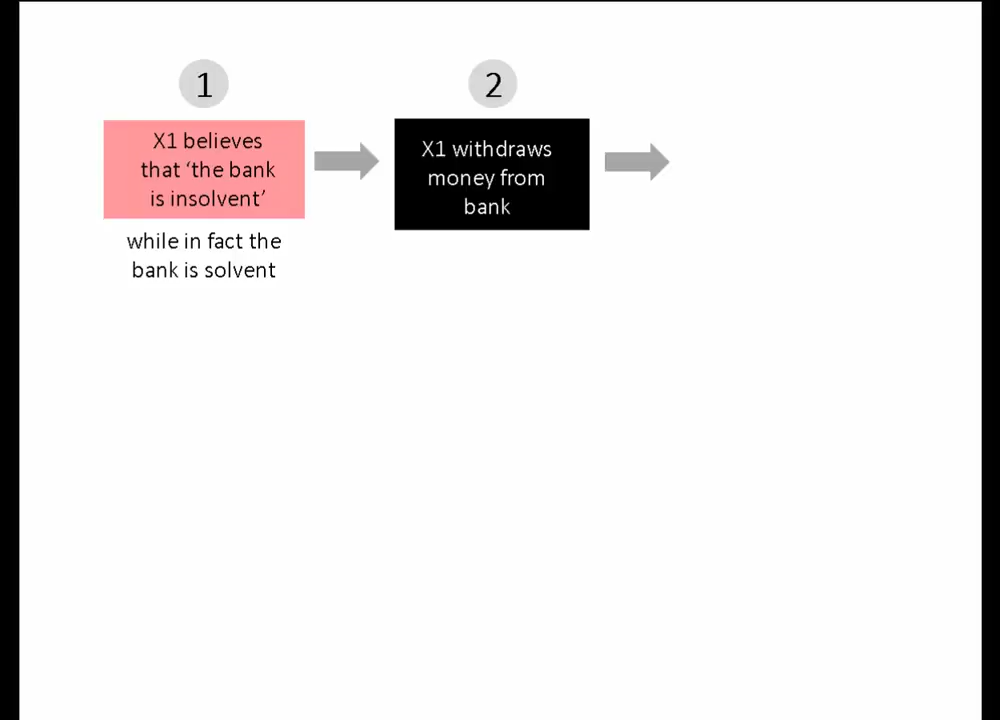 1
X1 believes
that ‘the bank
is insolvent’
while in fact the
bank is solvent
2
X1 withdraws
money from
bank